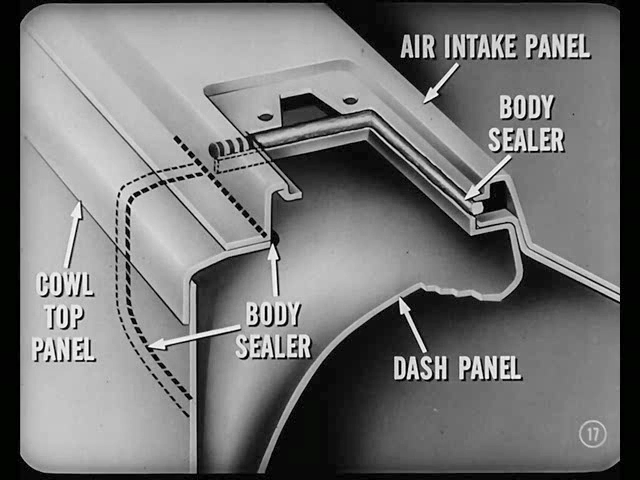 AIR INTAKE PANEL
BODY
SEALER
COWL
TOP
PANEL
BODY
SEALER
DASH PANEL
17